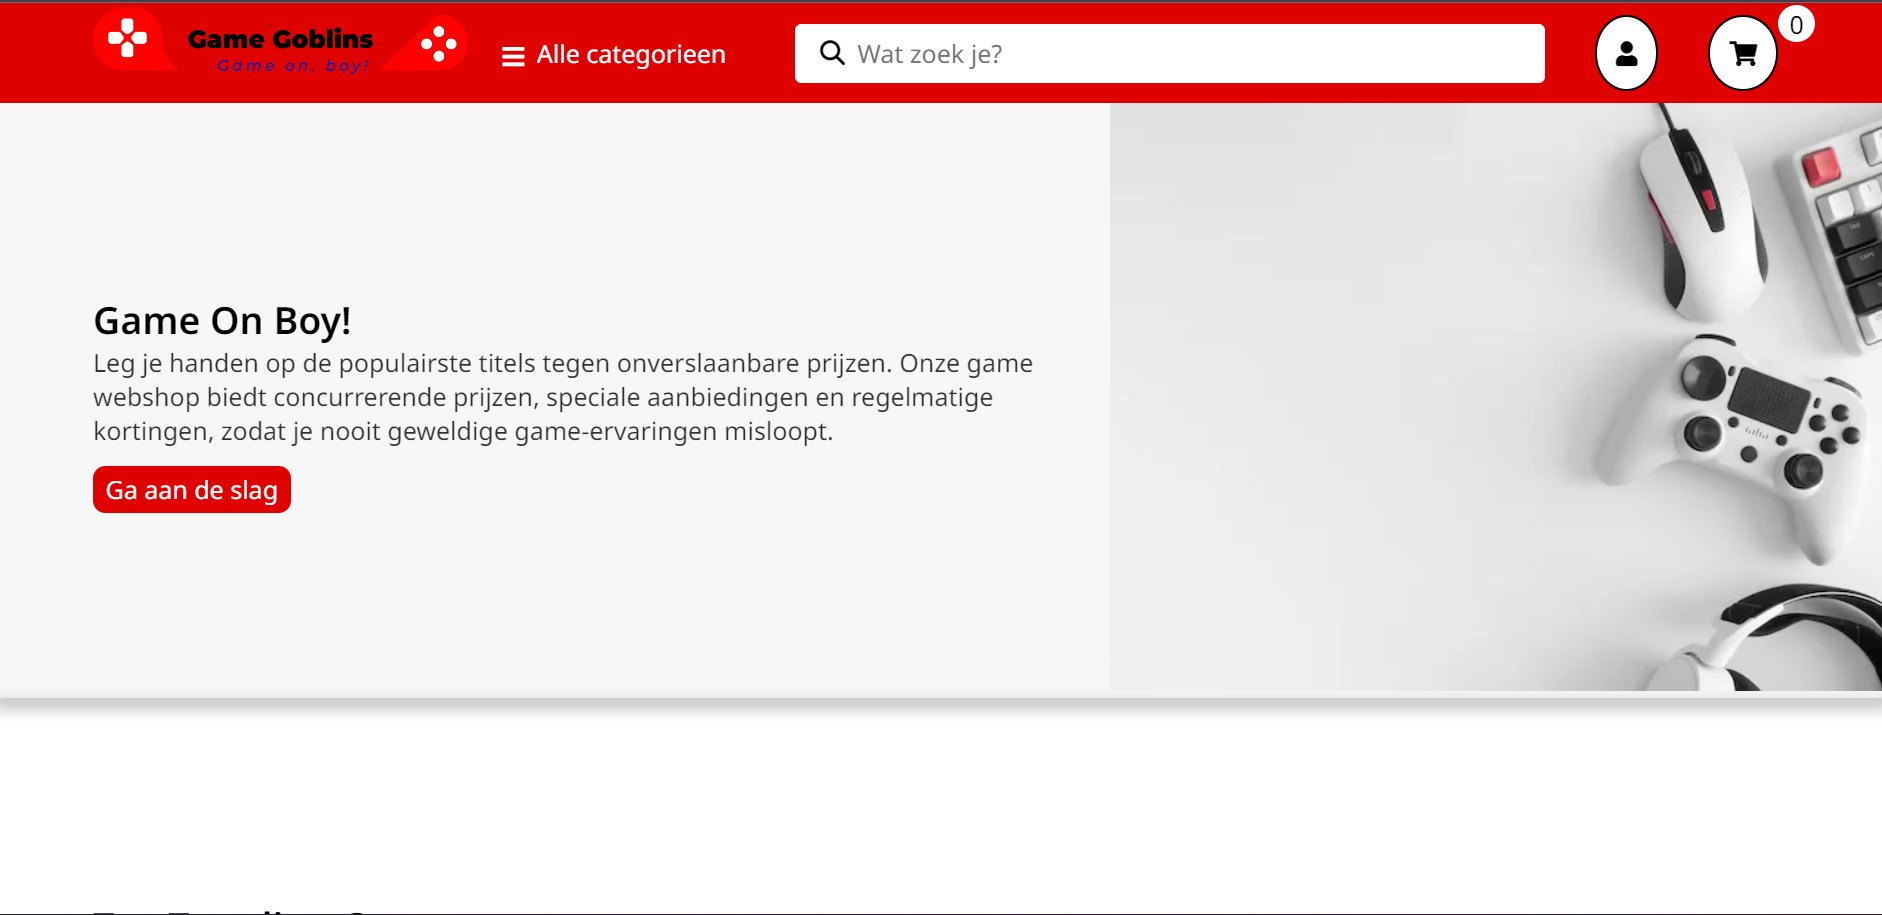 Game Goblins
Game on, boy!
Alle categorieen
Wat zoek je?
0
Game On Boy!
Leg je handen op de populairste titels tegen onverslaanbare prijzen. Onze game
webshop biedt concurrerende prijzen, speciale aanbiedingen en regelmatige
kortingen, zodat je nooit geweldige game-ervaringen misloopt.
Ga aan de slag